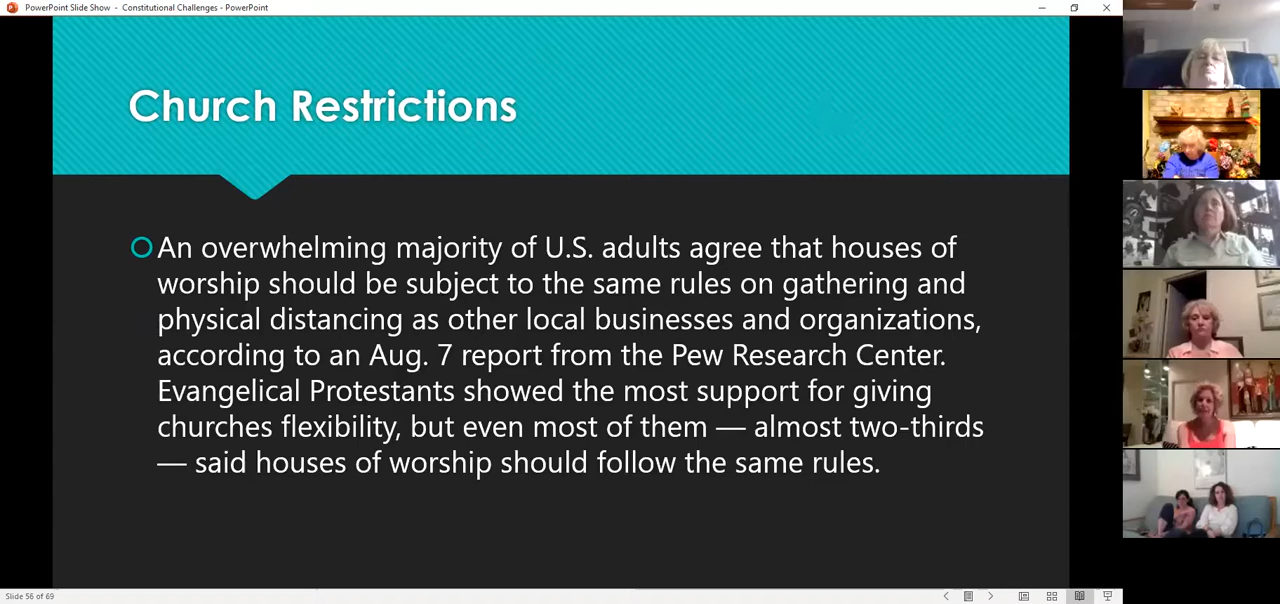 PowerPoint Slide Show - Constitutional Challenges - PowerPoint
Church Restrictions
An overwhelming majority of U.S. adults agree that houses of
worship should be subject to the same rules on gathering and
physical distancing as other local businesses and organizations,
according to an Aug. 7 report from the Pew Research Center.
Evangelical Protestants showed the most support for giving
churches flexibility, but even most of them — almost two-thirds
— said houses of worship should follow the same rules.
Slide 56 of 69